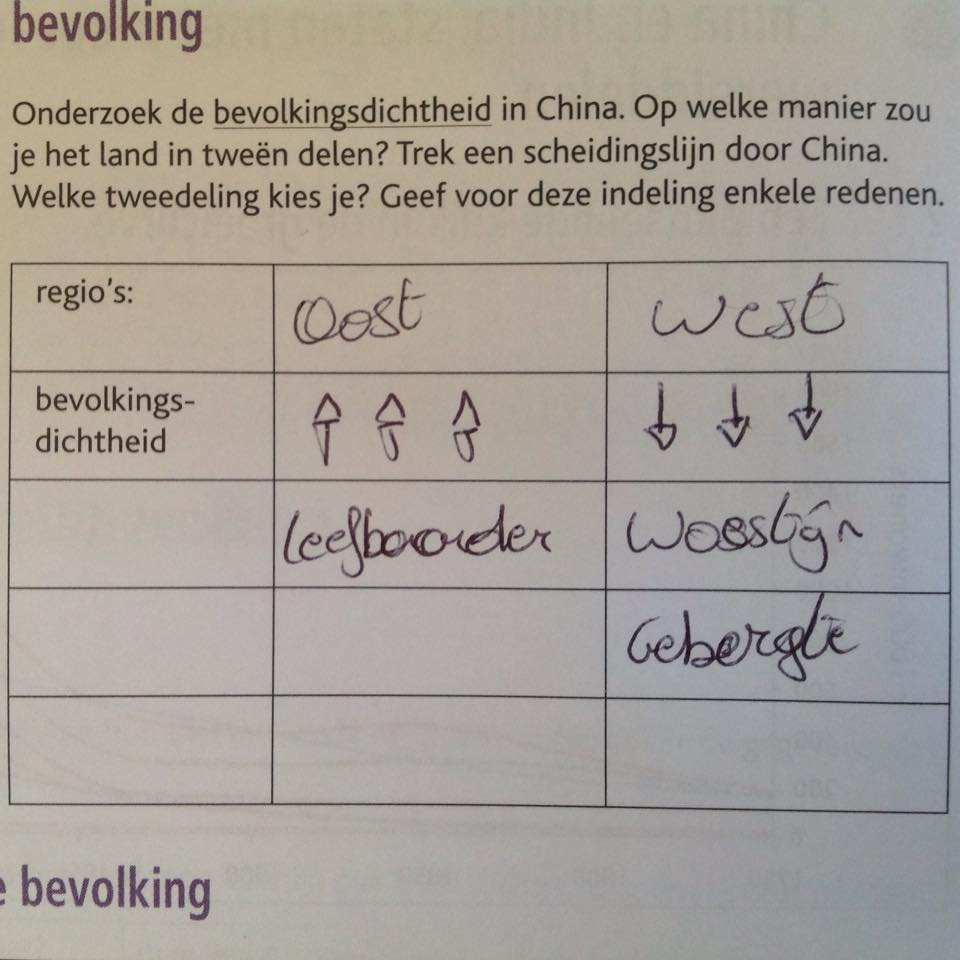 bevolking
Onderzoek de bevolkingsdichtheid in China. Op welke manier zou
je het land in tweën delen? Trek een scheidingslijn door China.
Welke tweedeling kies je? Geef voor deze indeling enkele redenen.
regio's: Oost West
bevolkings-
dichtheid
Leefbaarder Woestijn
Gebergte
e bevolking